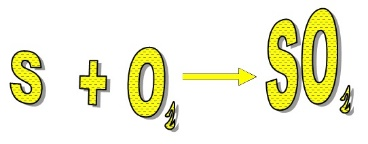 S + O₂ → SO₂